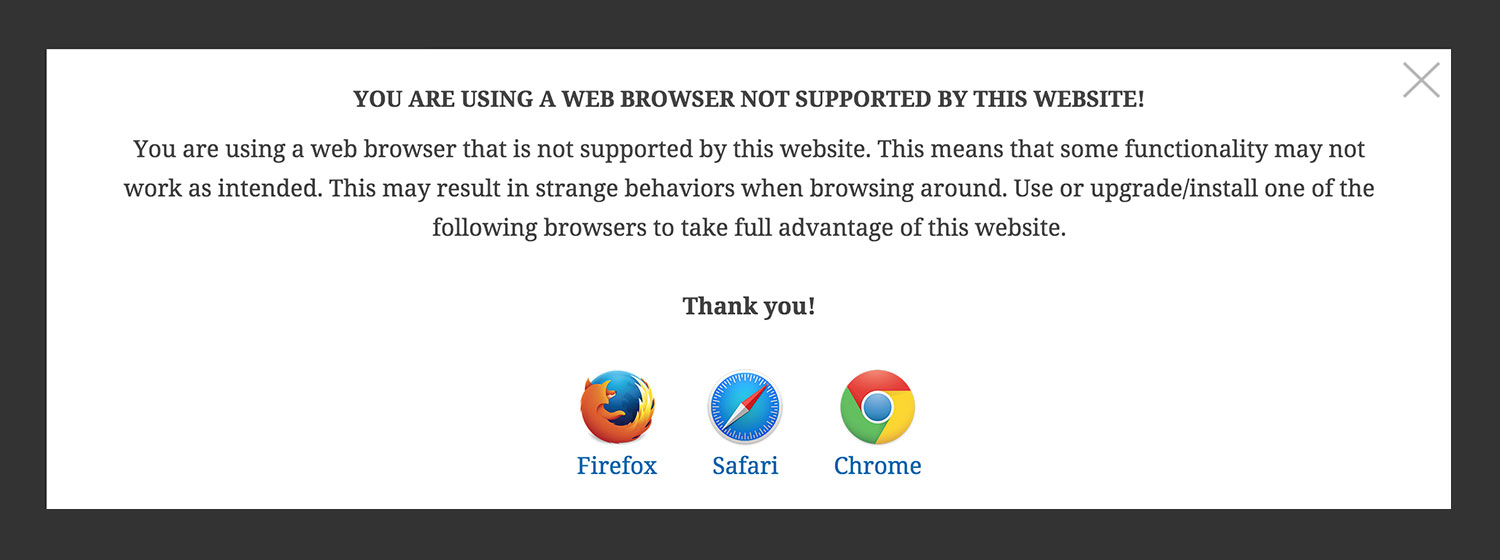 YOU ARE USING A WEB BROWSER NOT SUPPORTED BY THIS WEBSITE!
You are using a web browser that is not supported by this website. This means that some functionality may not
work as intended. This may result in strange behaviors when browsing around. Use or upgrade/install one of the
following browsers to take full advantage of this website.
Thank you!
Firefox Safari Chrome